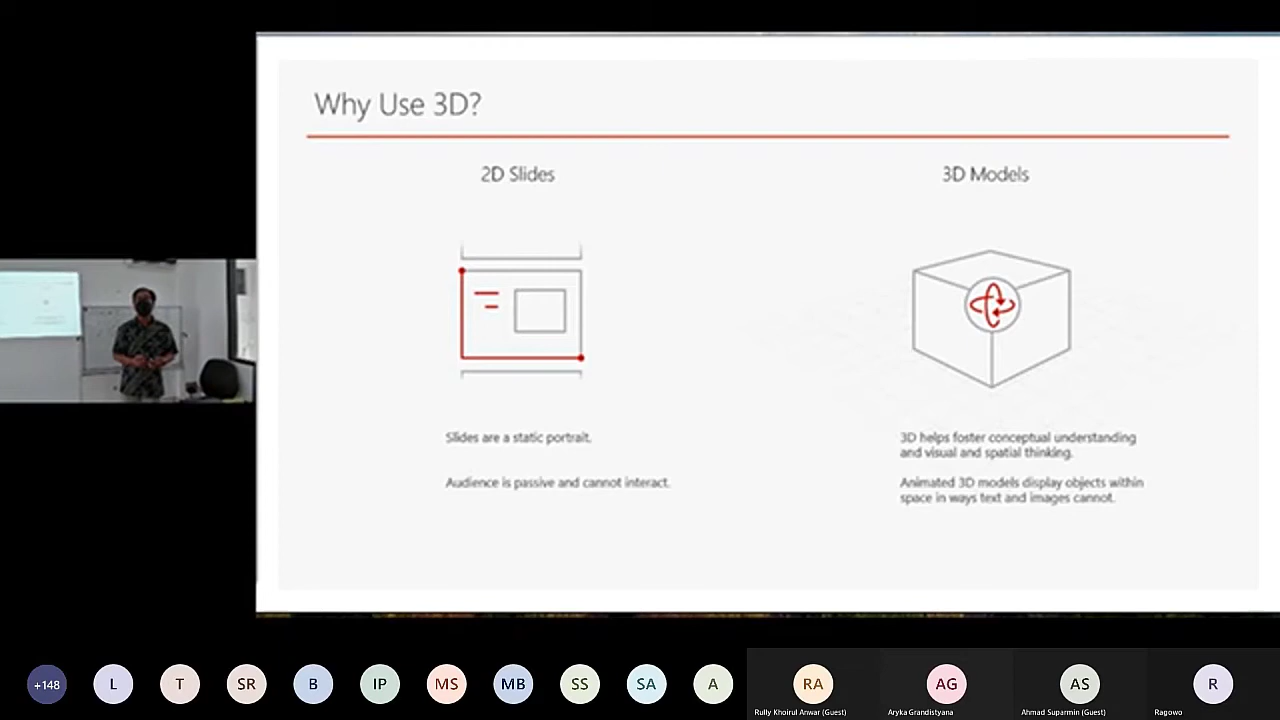 Why Use 3D?
2D Slides
3D Models
Slides are a static portrait.
Audience is passive and cannot interact.
3D helps foster conceptual understanding
and visual and spatial thinking.
Animated 3D models display objects within
space in ways text and images cannot.
+148
L
T
SR
B
IP
MS
MB
SS
SA
A
RA
AG
AS
R
Rully Khoirul Anwar (Guest)
Aryka Grandistyana
Ahmad Suparmin (Guest)
Ragowo